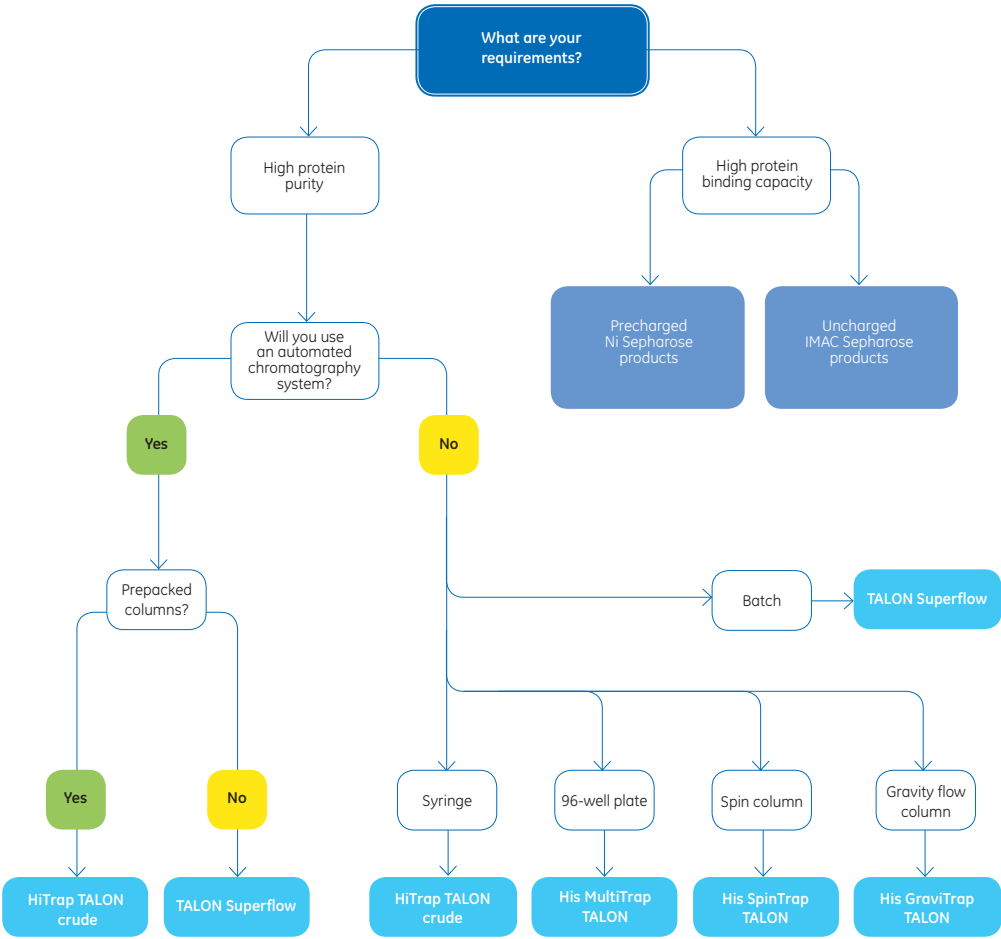 What are your
requirements?
High protein
purity
High protein
binding capacity
Precharged
Ni Sepharose
products
Uncharged
IMAC Sepharose
products
Will you use
an automated
chromatography
system?
Yes
No
Prepacked
columns?
Batch
TALON Superflow
Yes
No
Syringe
96-well plate
Spin column
Gravity flow
column
HiTrap TALON
crude
TALON Superflow
HiTrap TALON
crude
His MultiTrap
TALON
His SpinTrap
TALON
His GraviTrap
TALON